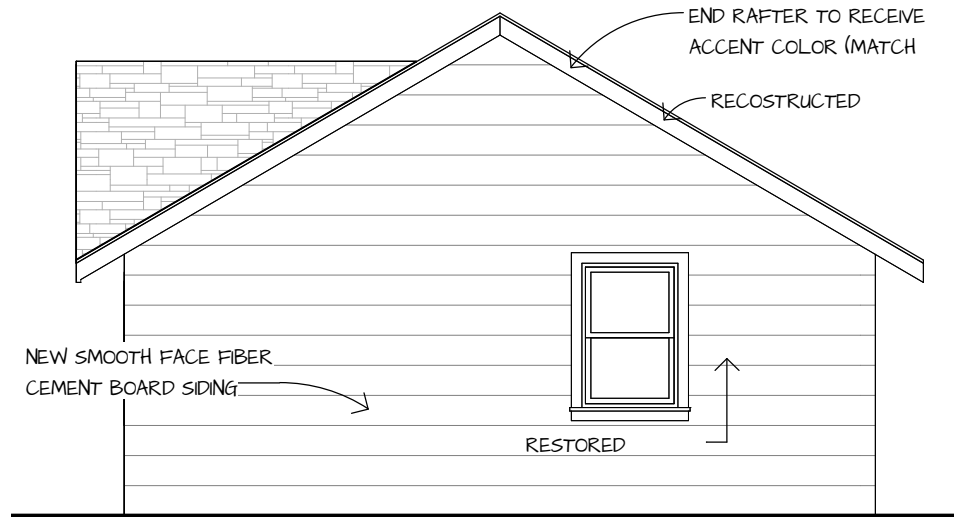 END RAFTER TO RECEIVE
ACCENT COLOR (MATCH
RECOSTRUCTED
NEW SMOOTH FACE FIBER
CEMENT BOARD SIDING
RESTORED